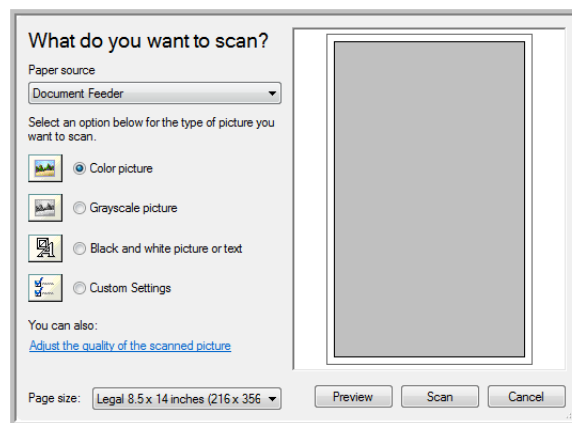 What do you want to scan?
Paper source
Document Feeder
Select an option below for the type of picture you
want to scan.
Color picture
Grayscale picture
Black and white picture or text
Custom Settings
You can also:
Adjust the quality of the scanned picture
Page size: Legal 8.5 x 14 inches (216 x 356
Preview Scan Cancel